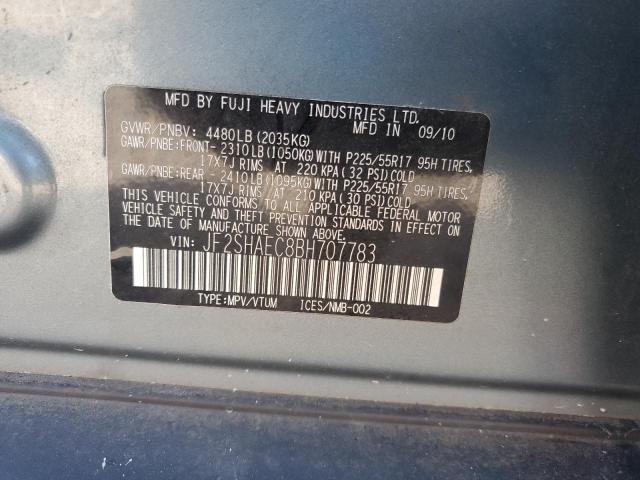 MFD BY FUJI HEAVY INDUSTRIES LTD.
MFD IN 09/10
GVWR/PNBV: 4480LB(2035KG)
GAWR/PNBE:FRONT-2310LB(1050KG)WITH P225/55R17 95H TIRES,
17X7J RIMS AT 220 KPA(32 PSI)COLD
GAWR/PNBE:REAR -2410LB(1095KG)WITH P225/55R17 95H TIRES,
17X7J RIMS AT 210 KPA(30 PSI)COLD
THIS VEHICLE CONFORMS TO ALL APPLICABLE FEDERAL MOTOR
VEHICLE SAFETY AND THEFT PREVENTION STANDARDS IN EFFECT ON
THE DATE OF MANUFACTURE SHOWN ABOVE.
VIN: JF2SHAEC8BH707783
TYPE:MPV/VTUM ICES/NMB-002